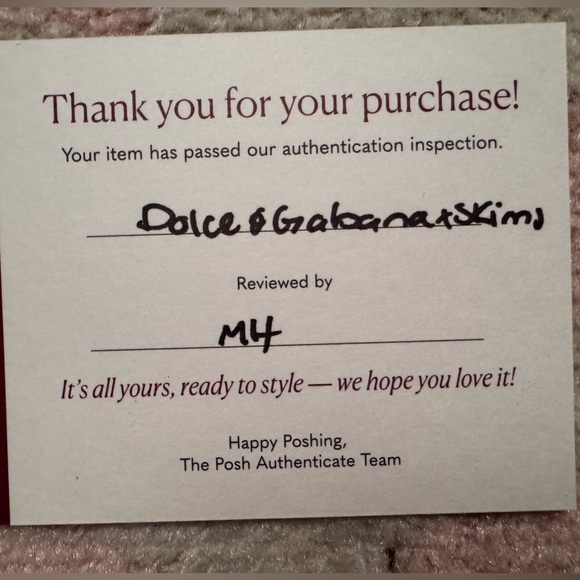 Thank you for your purchase!
Your item has passed our authentication inspection.
Dolce & Gabbana x Skims
Reviewed by
M4
It's all yours, ready to style — we hope you love it!
Happy Poshing,
The Posh Authenticate Team